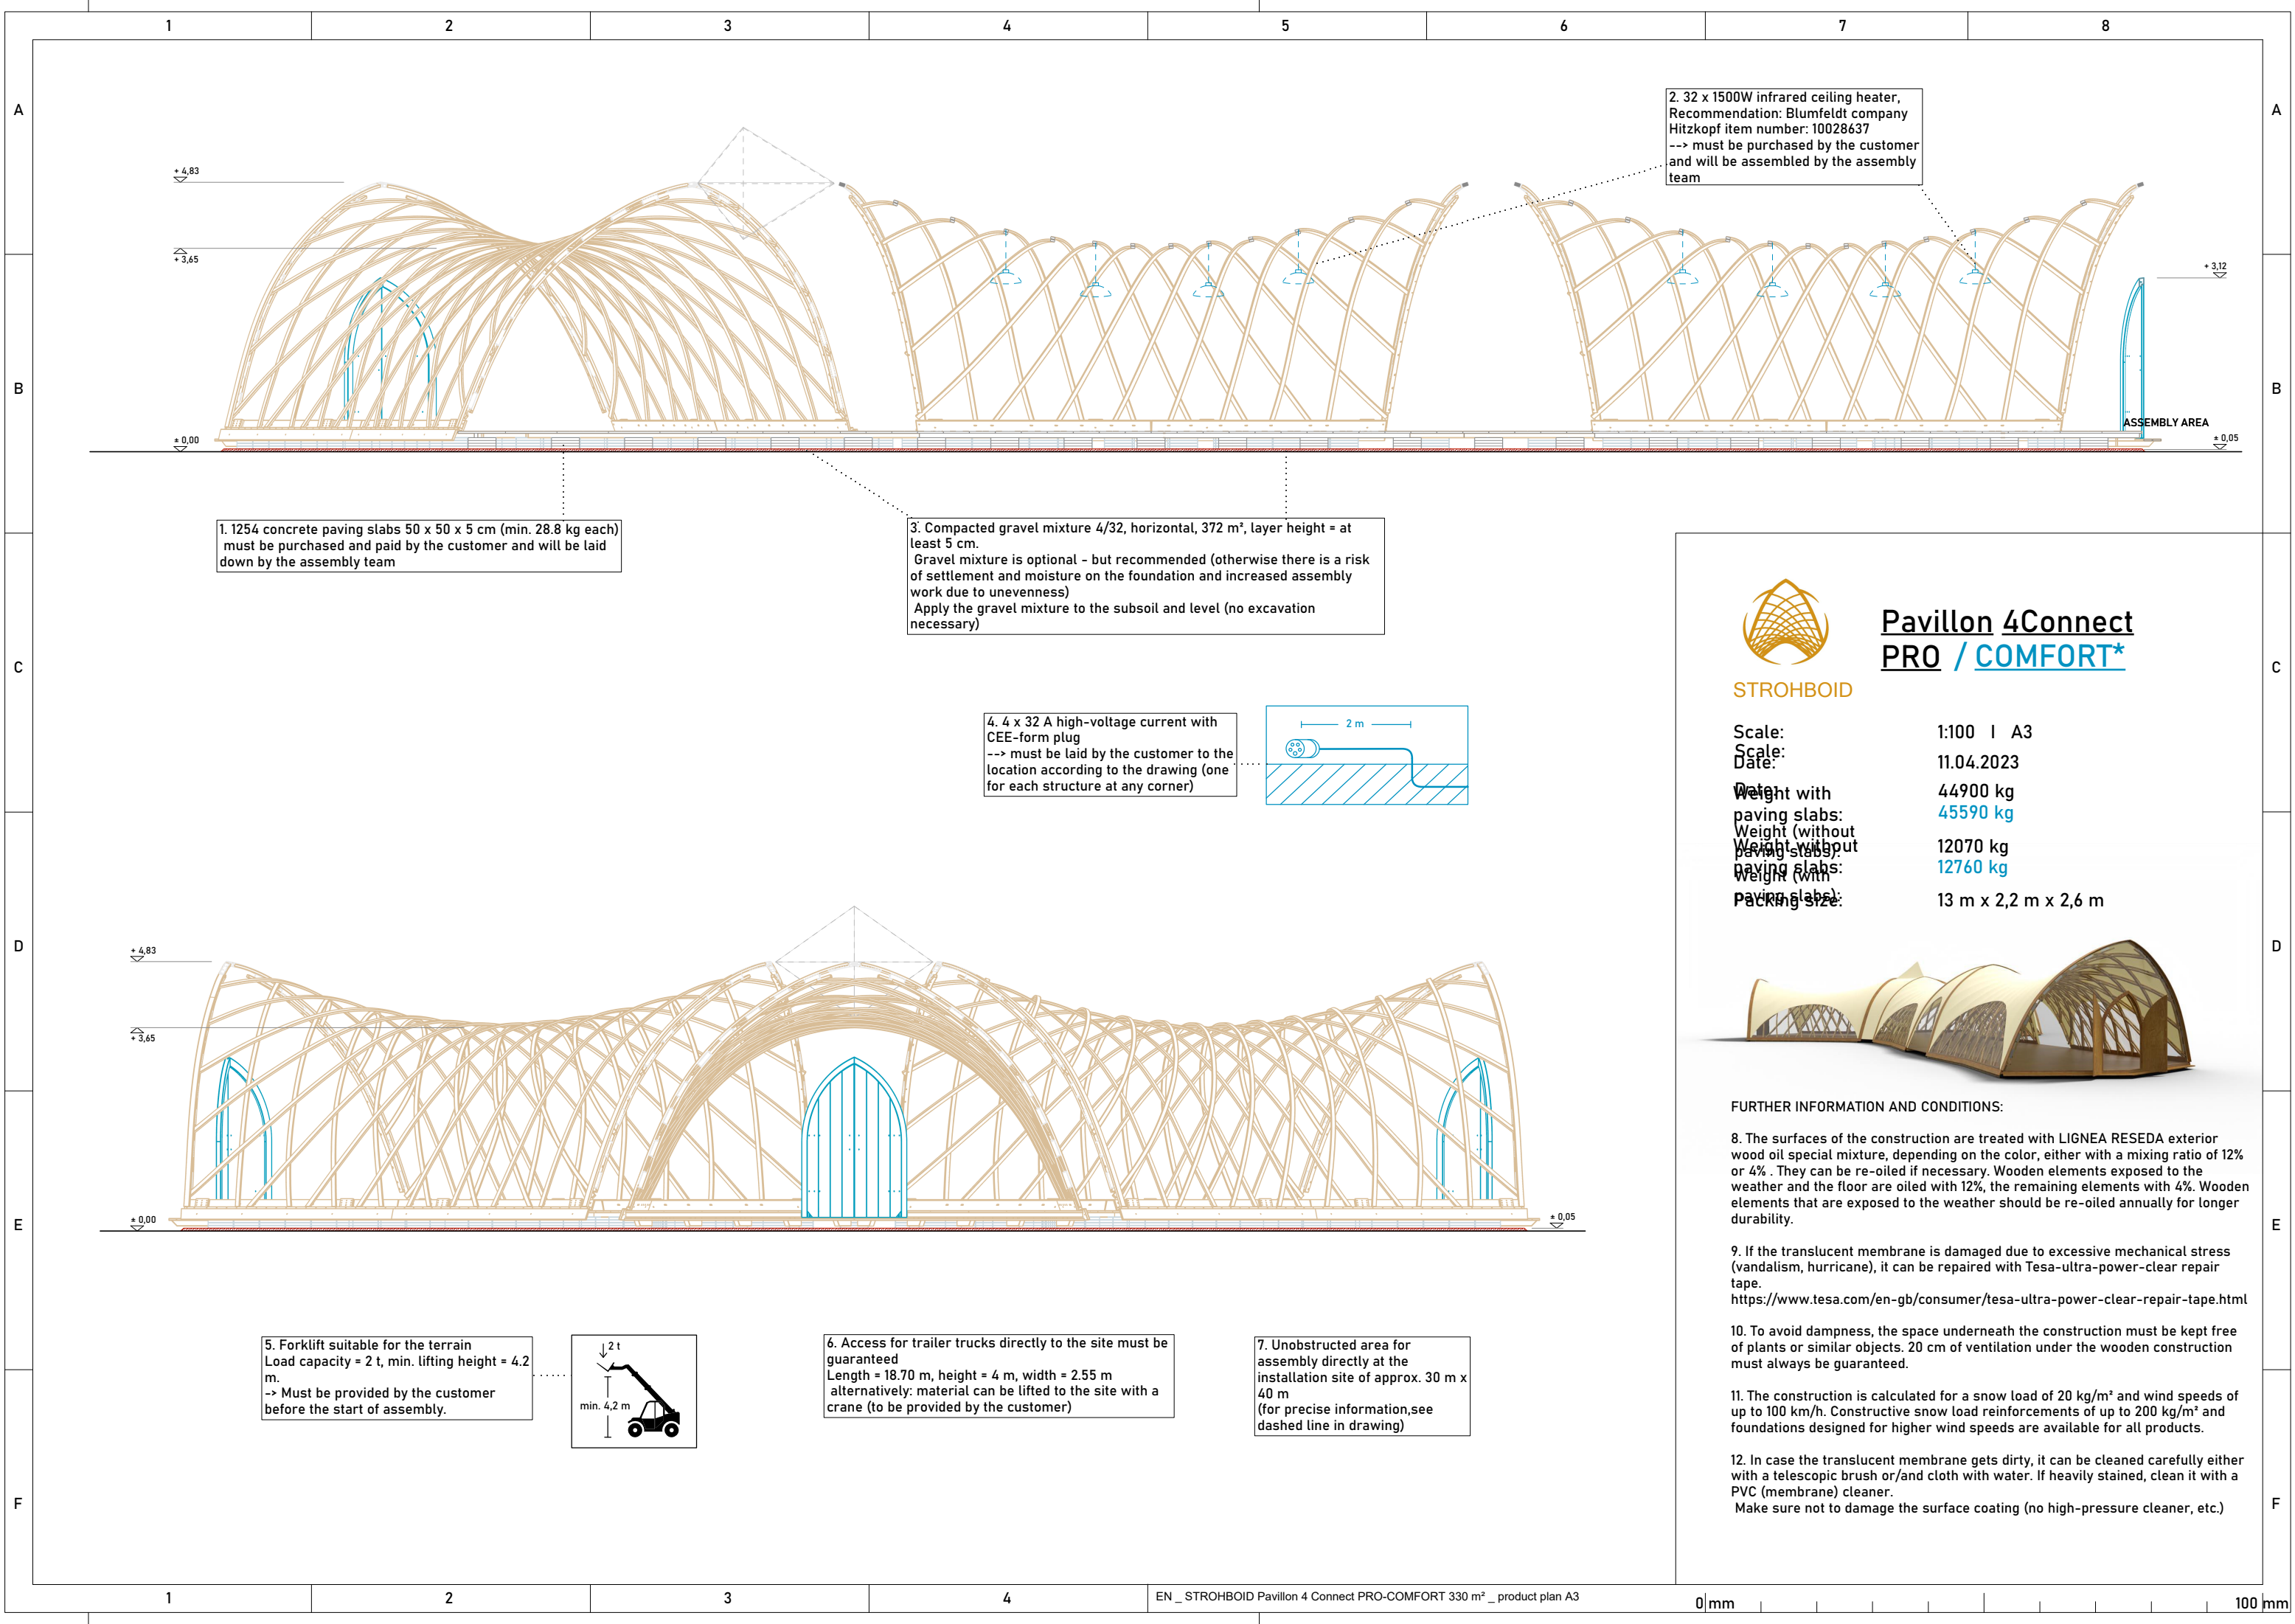 1 2 3 4 5 6 7 8
A A
2. 32 x 1500W infrared ceiling heater,
Recommendation: Blumfeldt company
Hitzkopf item number: 10028637
--> must be purchased by the customer
and will be assembled by the assembly
team
+ 4,83
+ 3,65
+ 3,12
B B
ASSEMBLY AREA
± 0,00
± 0,05
1. 1254 concrete paving slabs 50 x 50 x 5 cm (min. 28.8 kg each)
must be purchased and paid by the customer and will be laid
down by the assembly team
3. Compacted gravel mixture 4/32, horizontal, 372 m², layer height = at
least 5 cm.
Gravel mixture is optional - but recommended (otherwise there is a risk
of settlement and moisture on the foundation and increased assembly
work due to unevenness)
Apply the gravel mixture to the subsoil and level (no excavation
necessary)
C C
STROHBOID
Pavillon 4Connect
PRO / COMFORT*
4. 4 x 32 A high-voltage current with
CEE-form plug
--> must be laid by the customer to the
location according to the drawing (one
for each structure at any corner)
2 m
Scale: 1:100 I A3
Scale:
Date: 11.04.2023
Date:
Weight with
paving slabs: 44900 kg
45590 kg
Weight (without
paving slabs):
Weight without
paving slabs: 12070 kg
12760 kg
Weight (with
paving slabs):
Packing size: 13 m x 2,2 m x 2,6 m
D D
+ 4,83
+ 3,65
E E
± 0,00
± 0,05
5. Forklift suitable for the terrain
Load capacity = 2 t, min. lifting height = 4.2
m.
-> Must be provided by the customer
before the start of assembly.
2 t
min. 4,2 m
6. Access for trailer trucks directly to the site must be
guaranteed
Length = 18.70 m, height = 4 m, width = 2.55 m
alternatively: material can be lifted to the site with a
crane (to be provided by the customer)
7. Unobstructed area for
assembly directly at the
installation site of approx. 30 m x
40 m
(for precise information,see
dashed line in drawing)
FURTHER INFORMATION AND CONDITIONS:
8. The surfaces of the construction are treated with LIGNEA RESEDA exterior
wood oil special mixture, depending on the color, either with a mixing ratio of 12%
or 4% . They can be re-oiled if necessary. Wooden elements exposed to the
weather and the floor are oiled with 12%, the remaining elements with 4%. Wooden
elements that are exposed to the weather should be re-oiled annually for longer
durability.
9. If the translucent membrane is damaged due to excessive mechanical stress
(vandalism, hurricane), it can be repaired with Tesa-ultra-power-clear repair
tape.
https://www.tesa.com/en-gb/consumer/tesa-ultra-power-clear-repair-tape.html
10. To avoid dampness, the space underneath the construction must be kept free
of plants or similar objects. 20 cm of ventilation under the wooden construction
must always be guaranteed.
11. The construction is calculated for a snow load of 20 kg/m² and wind speeds of
up to 100 km/h. Constructive snow load reinforcements of up to 200 kg/m² and
foundations designed for higher wind speeds are available for all products.
12. In case the translucent membrane gets dirty, it can be cleaned carefully either
with a telescopic brush or/and cloth with water. If heavily stained, clean it with a
PVC (membrane) cleaner.
Make sure not to damage the surface coating (no high-pressure cleaner, etc.)
F F
1 2 3 4
EN _ STROHBOID Pavillon 4 Connect PRO-COMFORT 330 m² _ product plan A3
0 mm 100 mm